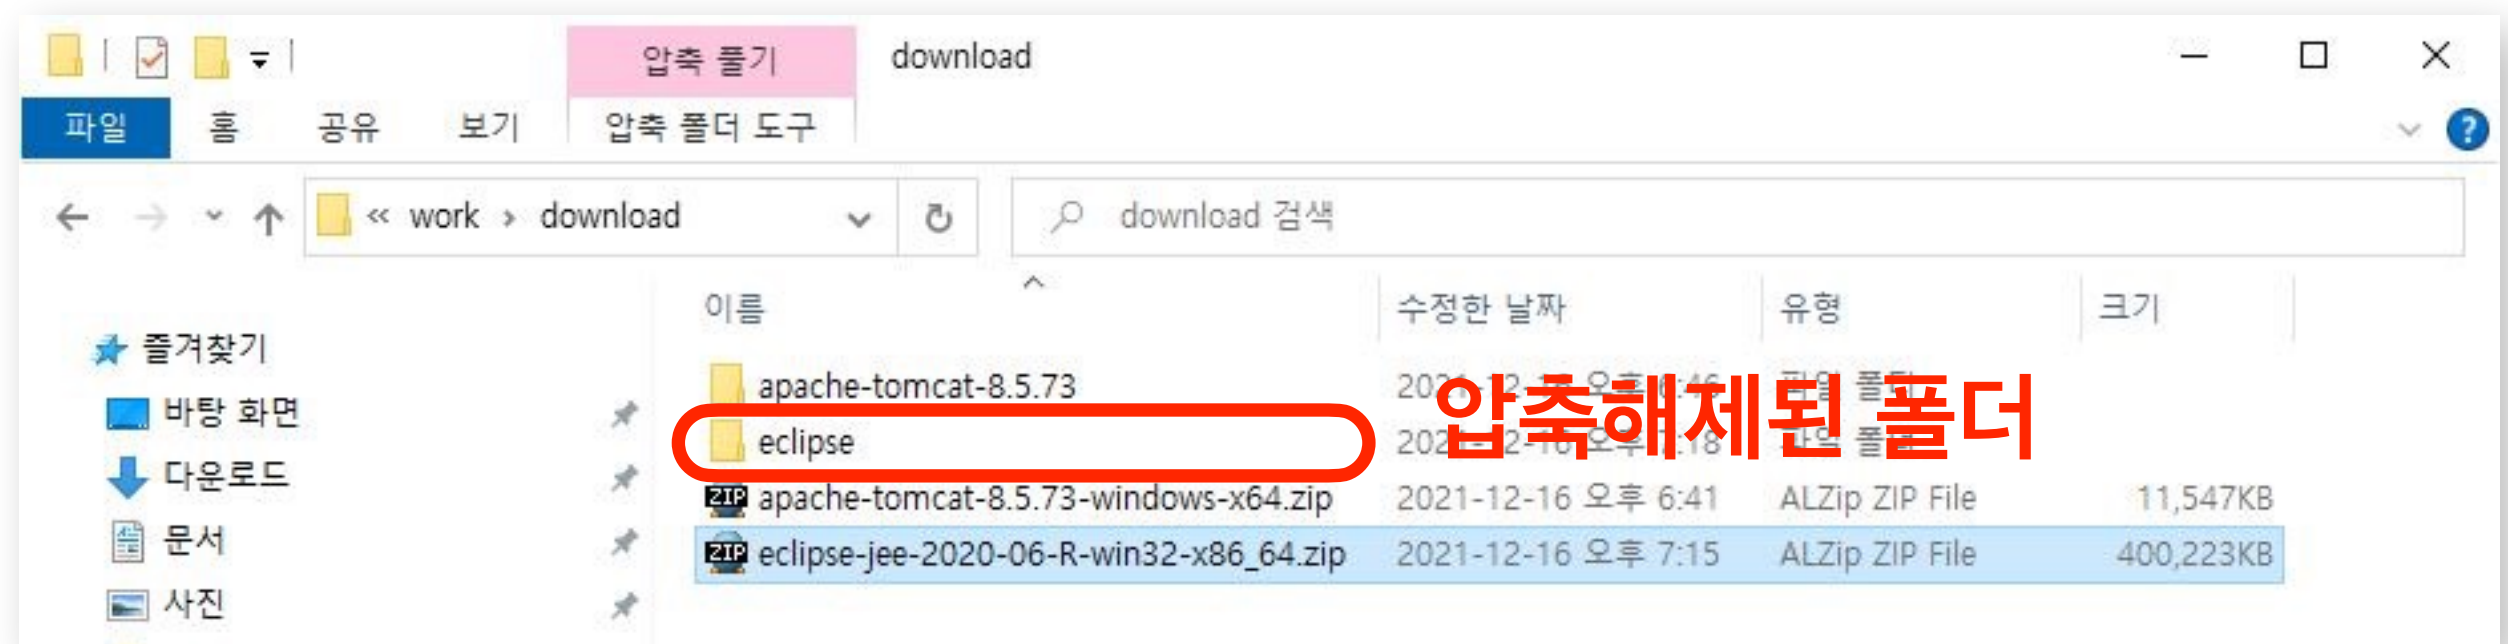 압축 풀기 download
파일 홈 공유 보기 압축 폴더 도구
« work › download download 검색
이름 수정한 날짜 유형 크기
즐겨찾기
바탕 화면
다운로드
문서
사진
apache-tomcat-8.5.73
eclipse
압축해제된 폴더
apache-tomcat-8.5.73-windows-x64.zip 2021-12-16 오후 6:41 ALZip ZIP File 11,547KB
eclipse-jee-2020-06-R-win32-x86_64.zip 2021-12-16 오후 7:15 ALZip ZIP File 400,223KB